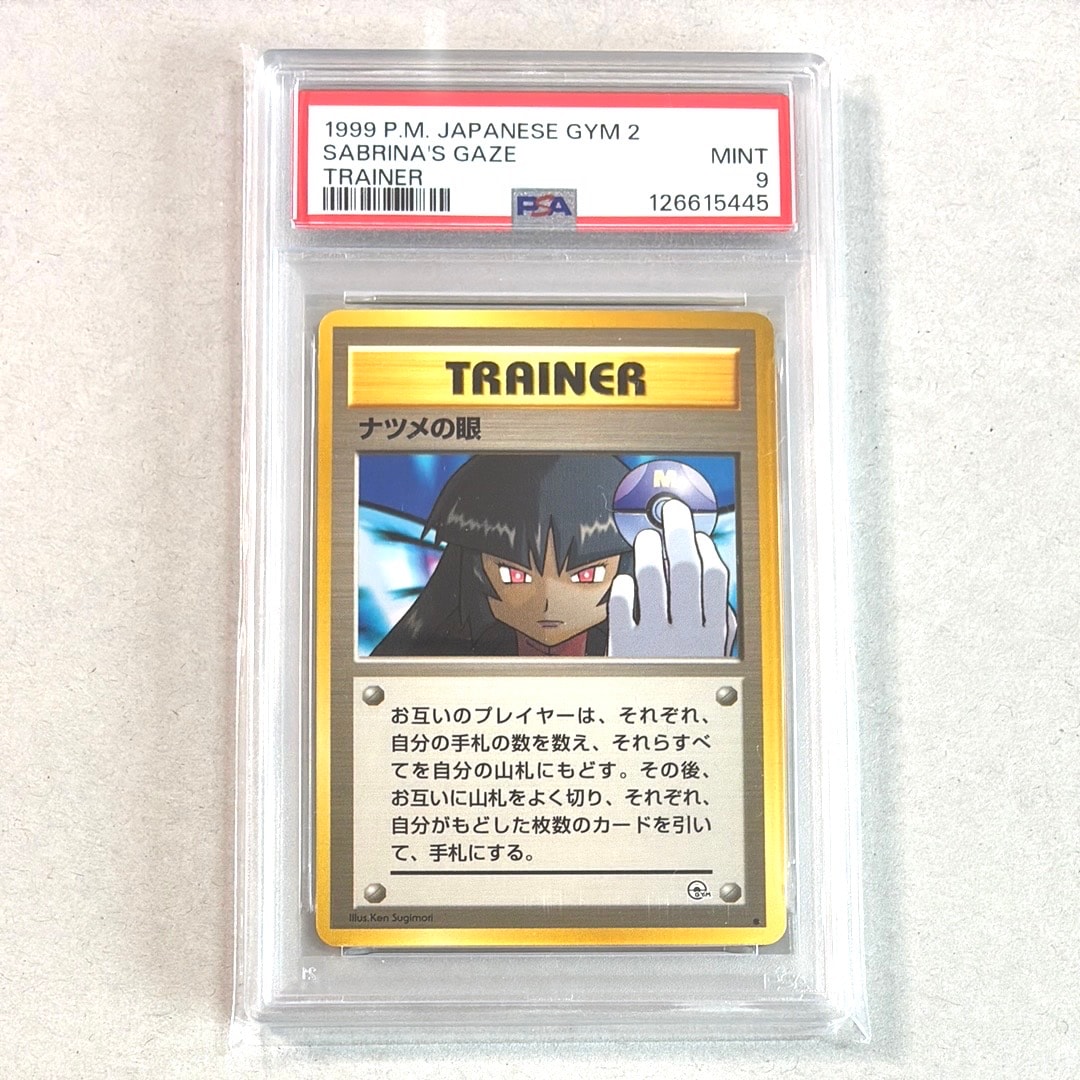 1999 P.M. JAPANESE GYM 2
SABRINA'S GAZE MINT
TRAINER 9
PSA 126615445
TRAINER
ナツメの眼
M
お互いのプレイヤーは、それぞれ、
自分の手札の数を数え、それらすべ
てを自分の山札にもどす。その後、
お互いに山札をよく切り、それぞれ、
自分がもどした枚数のカードを引い
て、手札にする。
GYM
Illus.Ken Sugimori